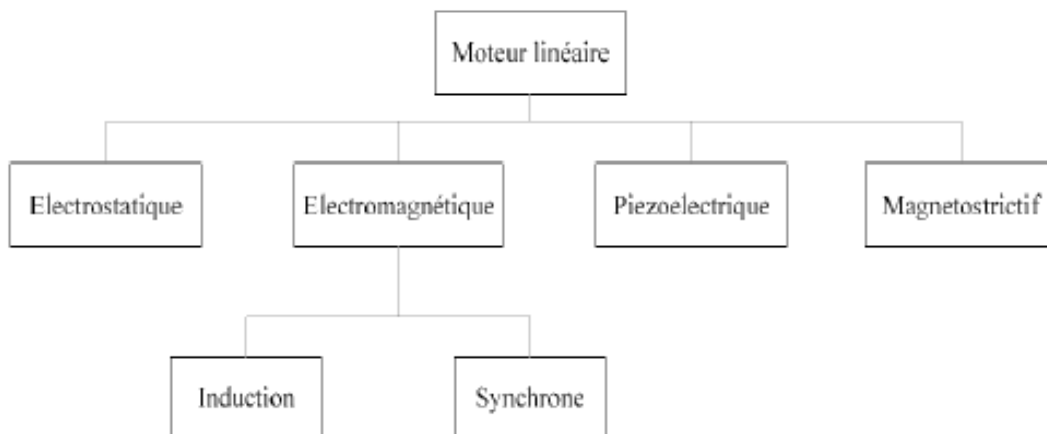 Moteur linéaire
Electrostatique
Electromagnétique
Piezoelectrique
Magnetostrictif
Induction
Synchrone